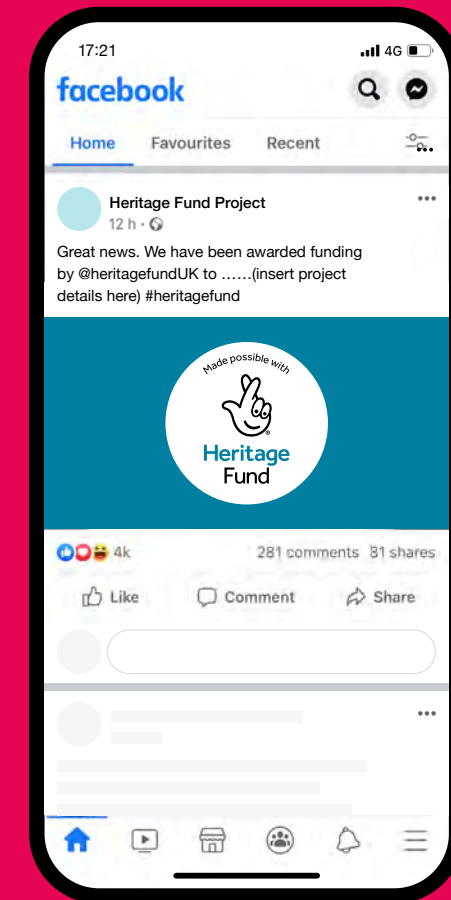 17:21
4G
facebook
Home Favourites Recent
Heritage Fund Project
12 h ·
Great news. We have been awarded funding
by @heritagefundUK to ……(insert project
details here) #heritagefund
Made possible with
Heritage
Fund
4k 281 comments 81 shares
Like Comment Share